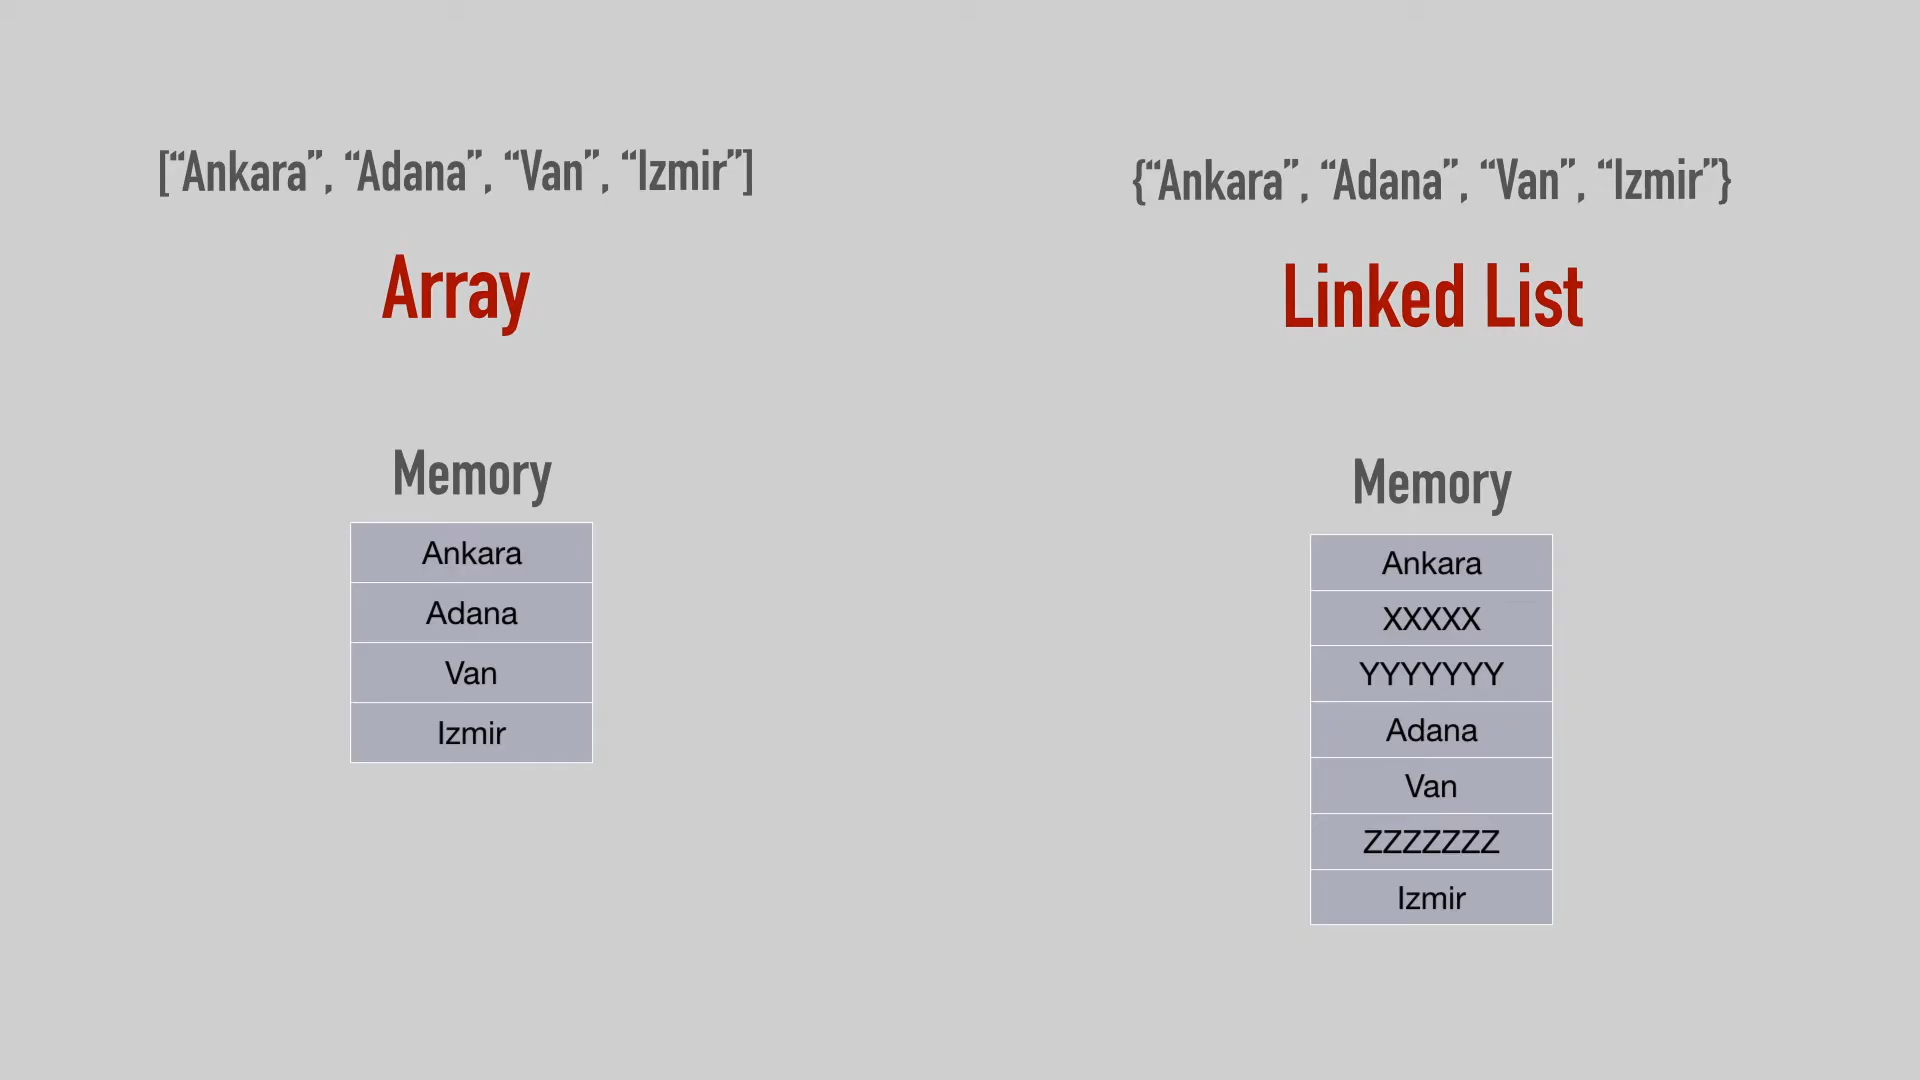 [“Ankara”, “Adana”, “Van”, “Izmir”]
Array
Memory
Ankara
Adana
Van
Izmir
{“Ankara”, “Adana”, “Van”, “Izmir”}
Linked List
Memory
Ankara
XXXXX
YYYYYYY
Adana
Van
ZZZZZZZ
Izmir